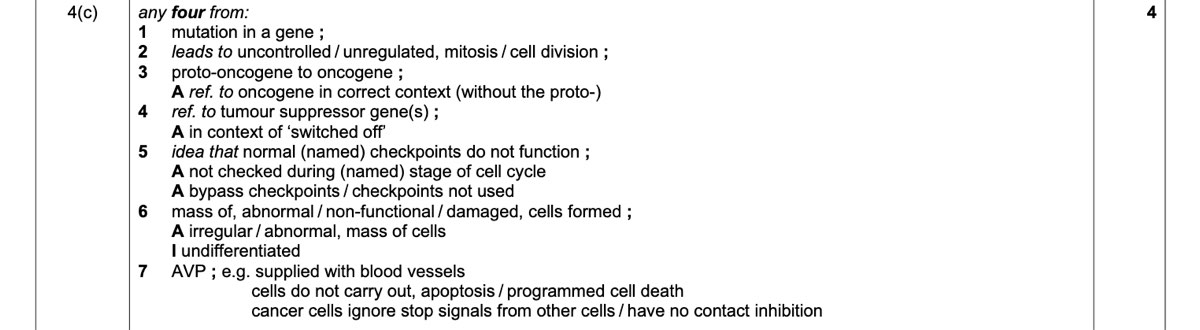 4(c) any four from: 4
1 mutation in a gene ;
2 leads to uncontrolled / unregulated, mitosis / cell division ;
3 proto-oncogene to oncogene ;
A ref. to oncogene in correct context (without the proto-)
4 ref. to tumour suppressor gene(s) ;
A in context of ‘switched off’
5 idea that normal (named) checkpoints do not function ;
A not checked during (named) stage of cell cycle
A bypass checkpoints / checkpoints not used
6 mass of, abnormal / non-functional / damaged, cells formed ;
A irregular / abnormal, mass of cells
I undifferentiated
7 AVP ; e.g. supplied with blood vessels
cells do not carry out, apoptosis / programmed cell death
cancer cells ignore stop signals from other cells / have no contact inhibition